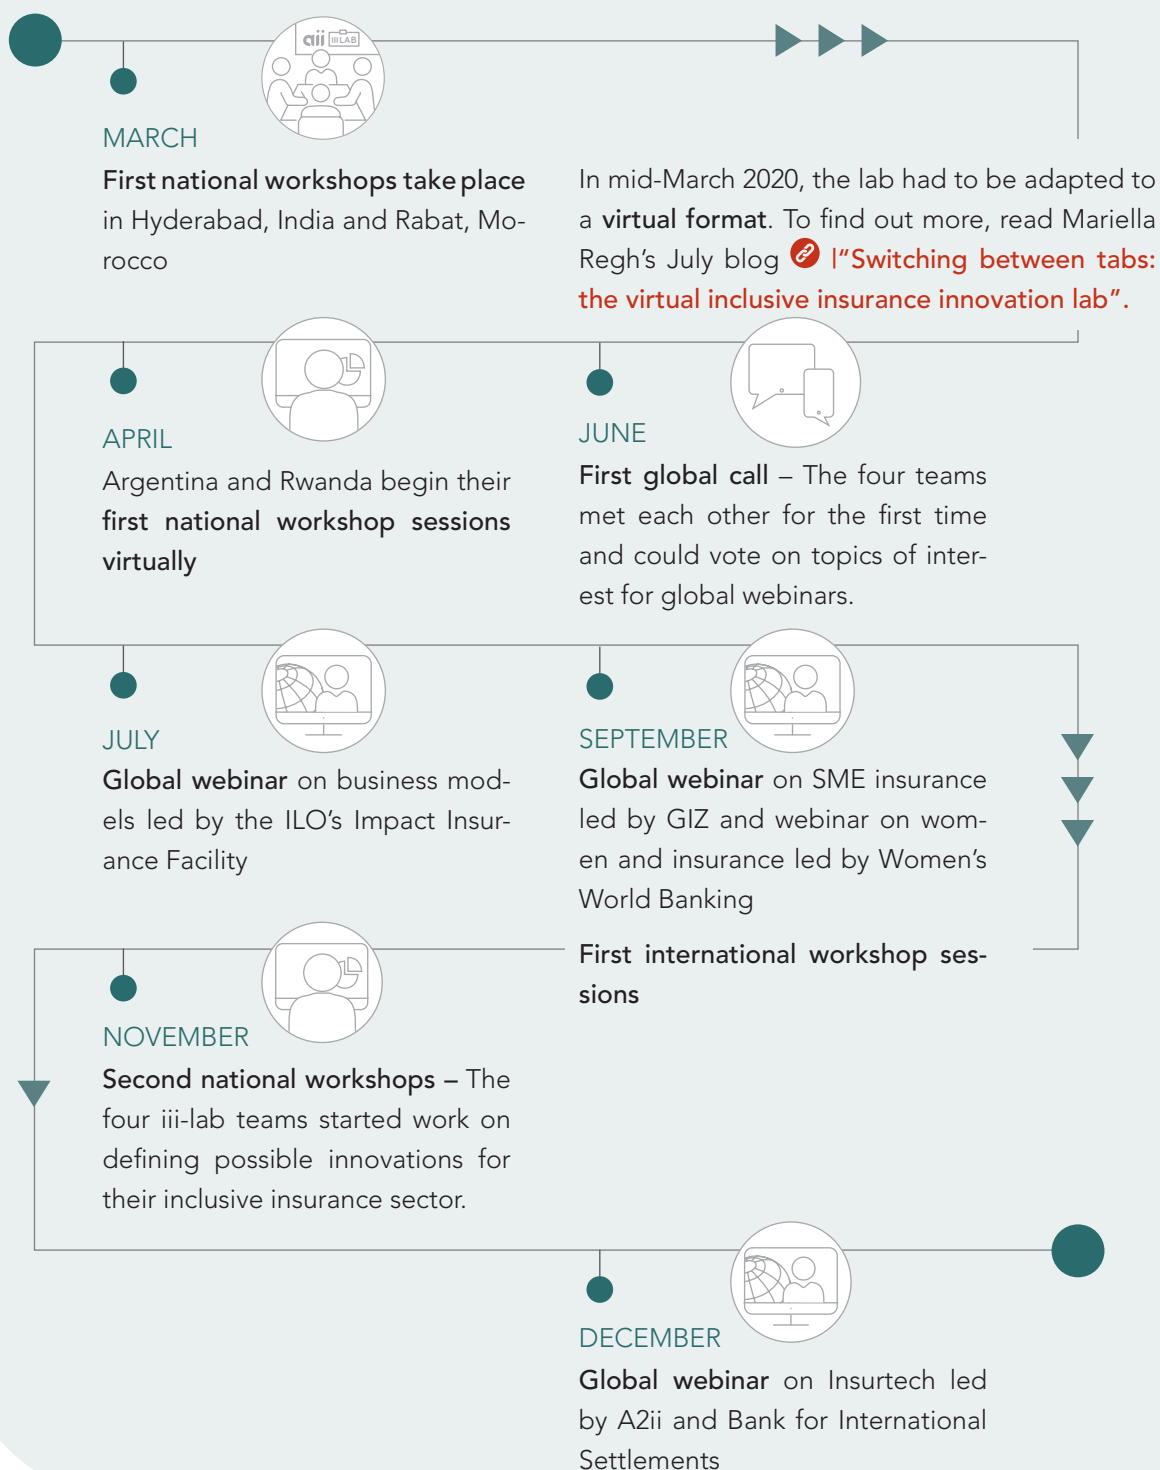 aii iiiLAB
MARCH
First national workshops take place
in Hyderabad, India and Rabat, Mo-
rocco
In mid-March 2020, the lab had to be adapted to
a virtual format. To find out more, read Mariella
Regh’s July blog |“Switching between tabs:
the virtual inclusive insurance innovation lab”.
APRIL
Argentina and Rwanda begin their
first national workshop sessions
virtually
JUNE
First global call – The four teams
met each other for the first time
and could vote on topics of inter-
est for global webinars.
JULY
Global webinar on business mod-
els led by the ILO’s Impact Insur-
ance Facility
SEPTEMBER
Global webinar on SME insurance
led by GIZ and webinar on wom-
en and insurance led by Women’s
World Banking
First international workshop ses-
sions
NOVEMBER
Second national workshops – The
four iii-lab teams started work on
defining possible innovations for
their inclusive insurance sector.
DECEMBER
Global webinar on Insurtech led
by A2ii and Bank for International
Settlements